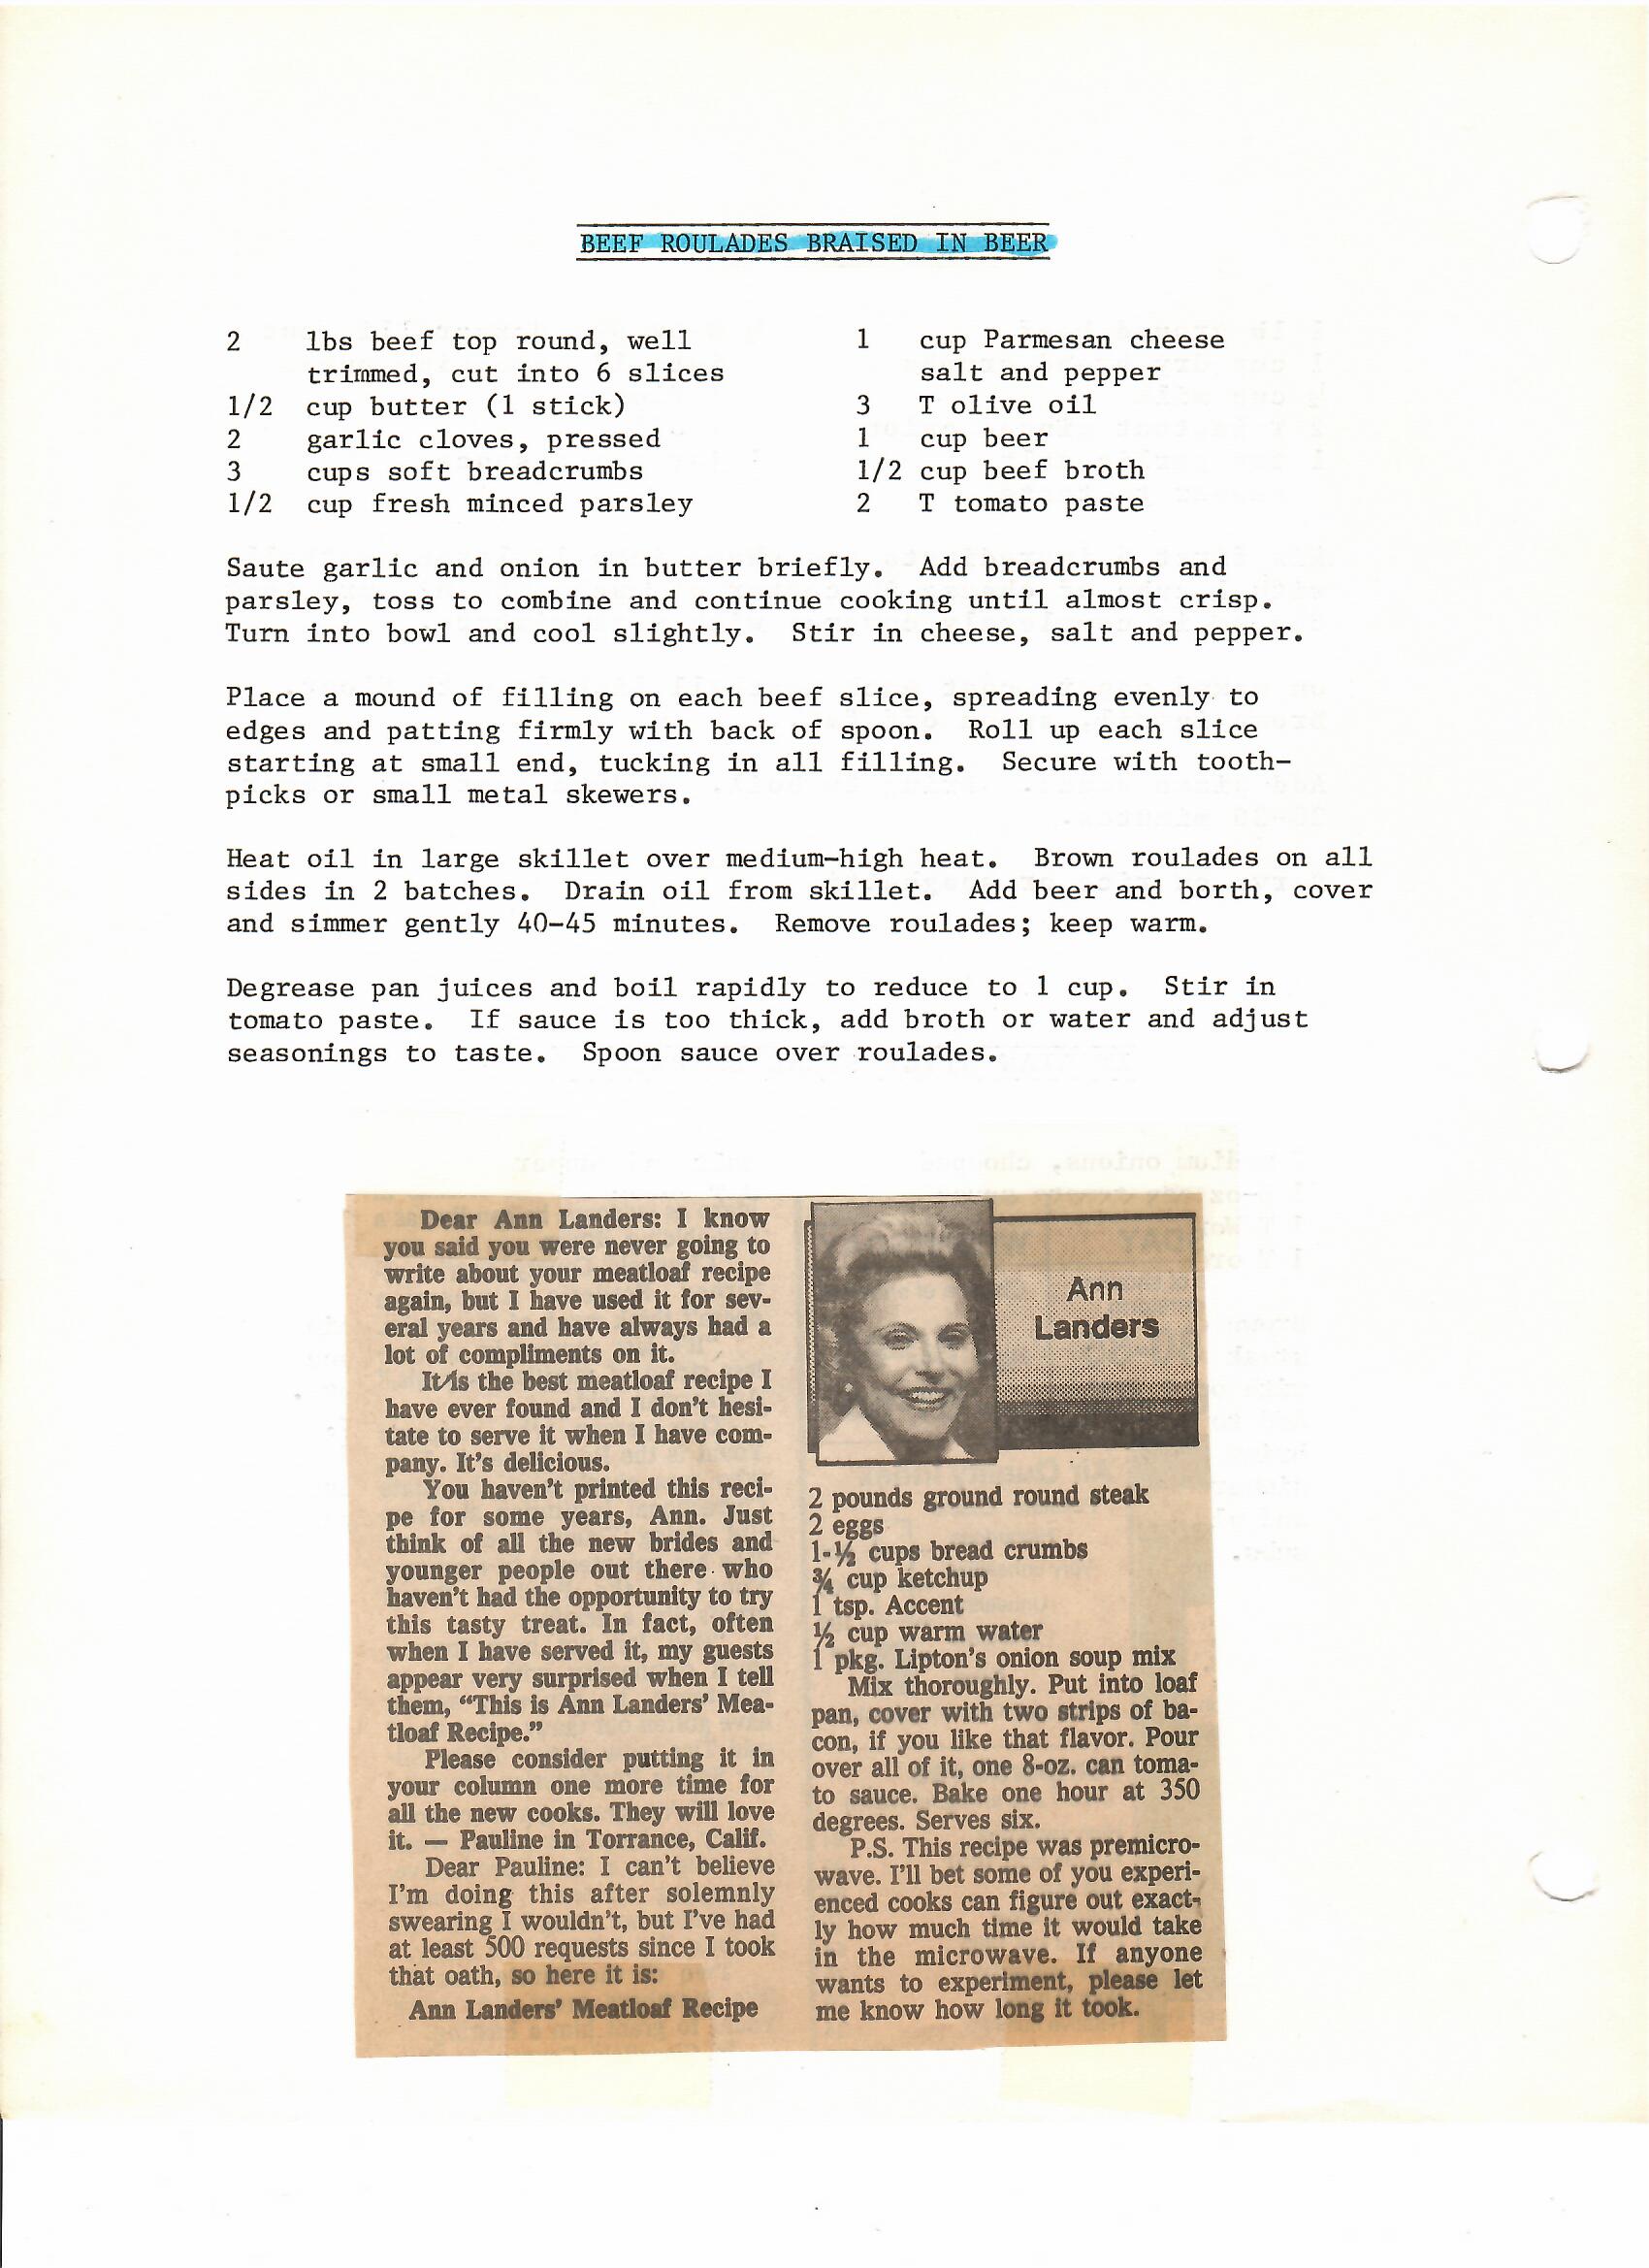 BEEF ROULADES BRAISED IN BEER
2 lbs beef top round, well
trimmed, cut into 6 slices
1/2 cup butter (1 stick)
2 garlic cloves, pressed
3 cups soft breadcrumbs
1/2 cup fresh minced parsley
1 cup Parmesan cheese
salt and pepper
3 T olive oil
1 cup beer
1/2 cup beef broth
2 T tomato paste
Saute garlic and onion in butter briefly. Add breadcrumbs and
parsley, toss to combine and continue cooking until almost crisp.
Turn into bowl and cool slightly. Stir in cheese, salt and pepper.
Place a mound of filling on each beef slice, spreading evenly to
edges and patting firmly with back of spoon. Roll up each slice
starting at small end, tucking in all filling. Secure with tooth-
picks or small metal skewers.
Heat oil in large skillet over medium-high heat. Brown roulades on all
sides in 2 batches. Drain oil from skillet. Add beer and borth, cover
and simmer gently 40-45 minutes. Remove roulades; keep warm.
Degrease pan juices and boil rapidly to reduce to 1 cup. Stir in
tomato paste. If sauce is too thick, add broth or water and adjust
seasonings to taste. Spoon sauce over roulades.
Dear Ann Landers: I know
you said you were never going to
write about your meatloaf recipe
again, but I have used it for sev-
eral years and have always had a
lot of compliments on it.
It is the best meatloaf recipe I
have ever found and I don't hesi-
tate to serve it when I have com-
pany. It's delicious.
You haven't printed this reci-
pe for some years, Ann. Just
think of all the new brides and
younger people out there who
haven't had the opportunity to try
this tasty treat. In fact, often
when I have served it, my guests
appear very surprised when I tell
them, "This is Ann Landers' Mea-
tloaf Recipe."
Please consider putting it in
your column one more time for
all the new cooks. They will love
it. — Pauline in Torrance, Calif.
Dear Pauline: I can't believe
I'm doing this after solemnly
swearing I wouldn't, but I've had
at least 500 requests since I took
that oath, so here it is:
Ann Landers' Meatloaf Recipe
Ann
Landers
2 pounds ground round steak
2 eggs
1-½ cups bread crumbs
¾ cup ketchup
1 tsp. Accent
½ cup warm water
1 pkg. Lipton's onion soup mix
Mix thoroughly. Put into loaf
pan, cover with two strips of ba-
con, if you like that flavor. Pour
over all of it, one 8-oz. can toma-
to sauce. Bake one hour at 350
degrees. Serves six.
P.S. This recipe was premicro-
wave. I'll bet some of you experi-
enced cooks can figure out exact-
ly how much time it would take
in the microwave. If anyone
wants to experiment, please let
me know how long it took.